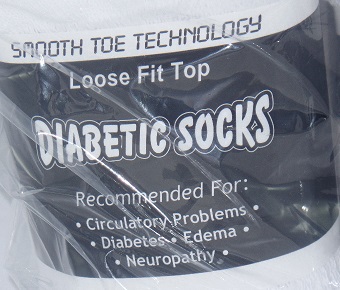 SMOOTH TOE TECHNOLOGY
Loose Fit Top
DIABETIC SOCKS
Recommended For:
• Circulatory Problems •
• Diabetes • Edema •
• Neuropathy •